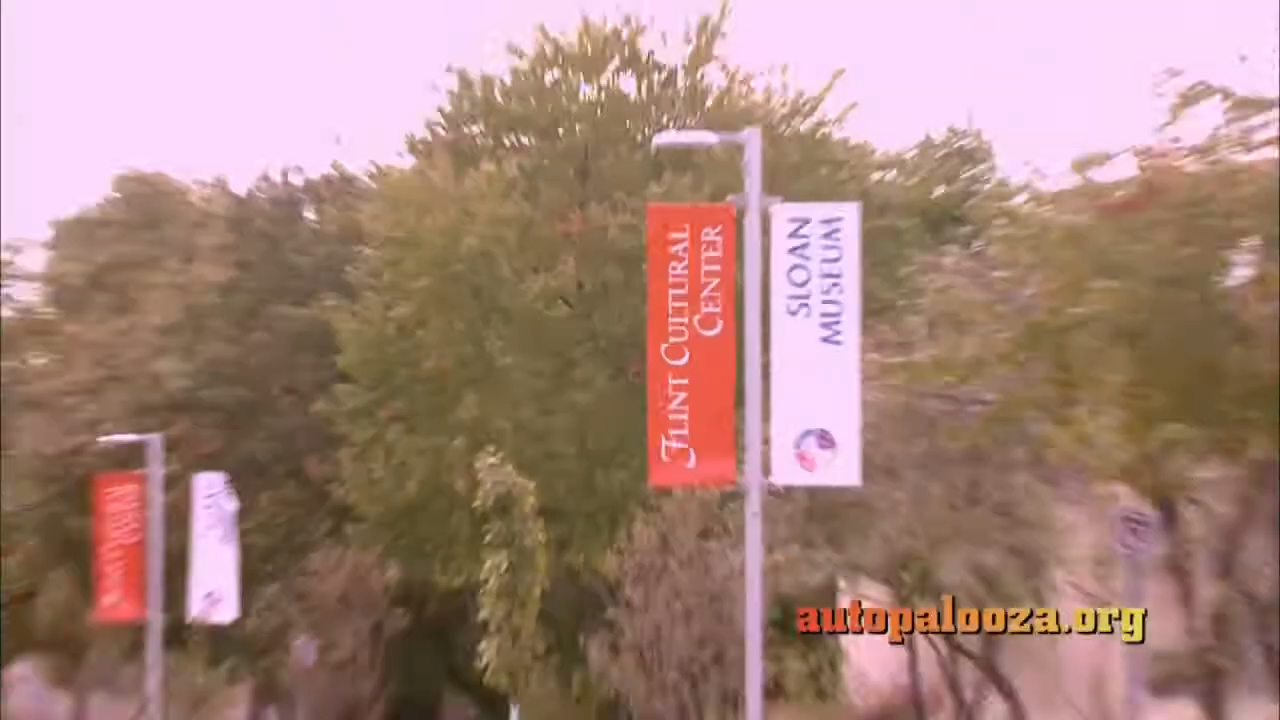 FLINT CULTURAL
CENTER
SLOAN
MUSEUM
autopalooza.org